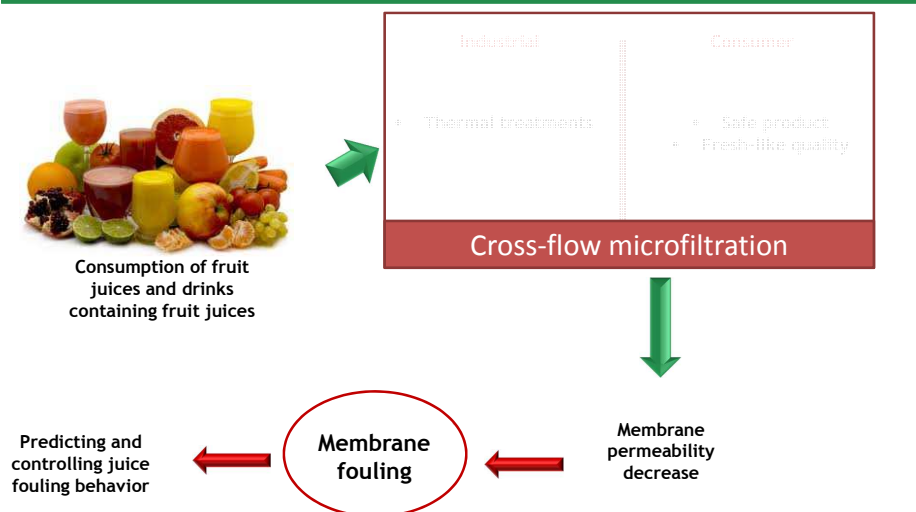 Industrial
Consumer
• Thermal treatments
• Safe product
• Fresh-like quality
Cross-flow microfiltration
Consumption of fruit
juices and drinks
containing fruit juices
Membrane
permeability
decrease
Membrane
fouling
Predicting and
controlling juice
fouling behavior